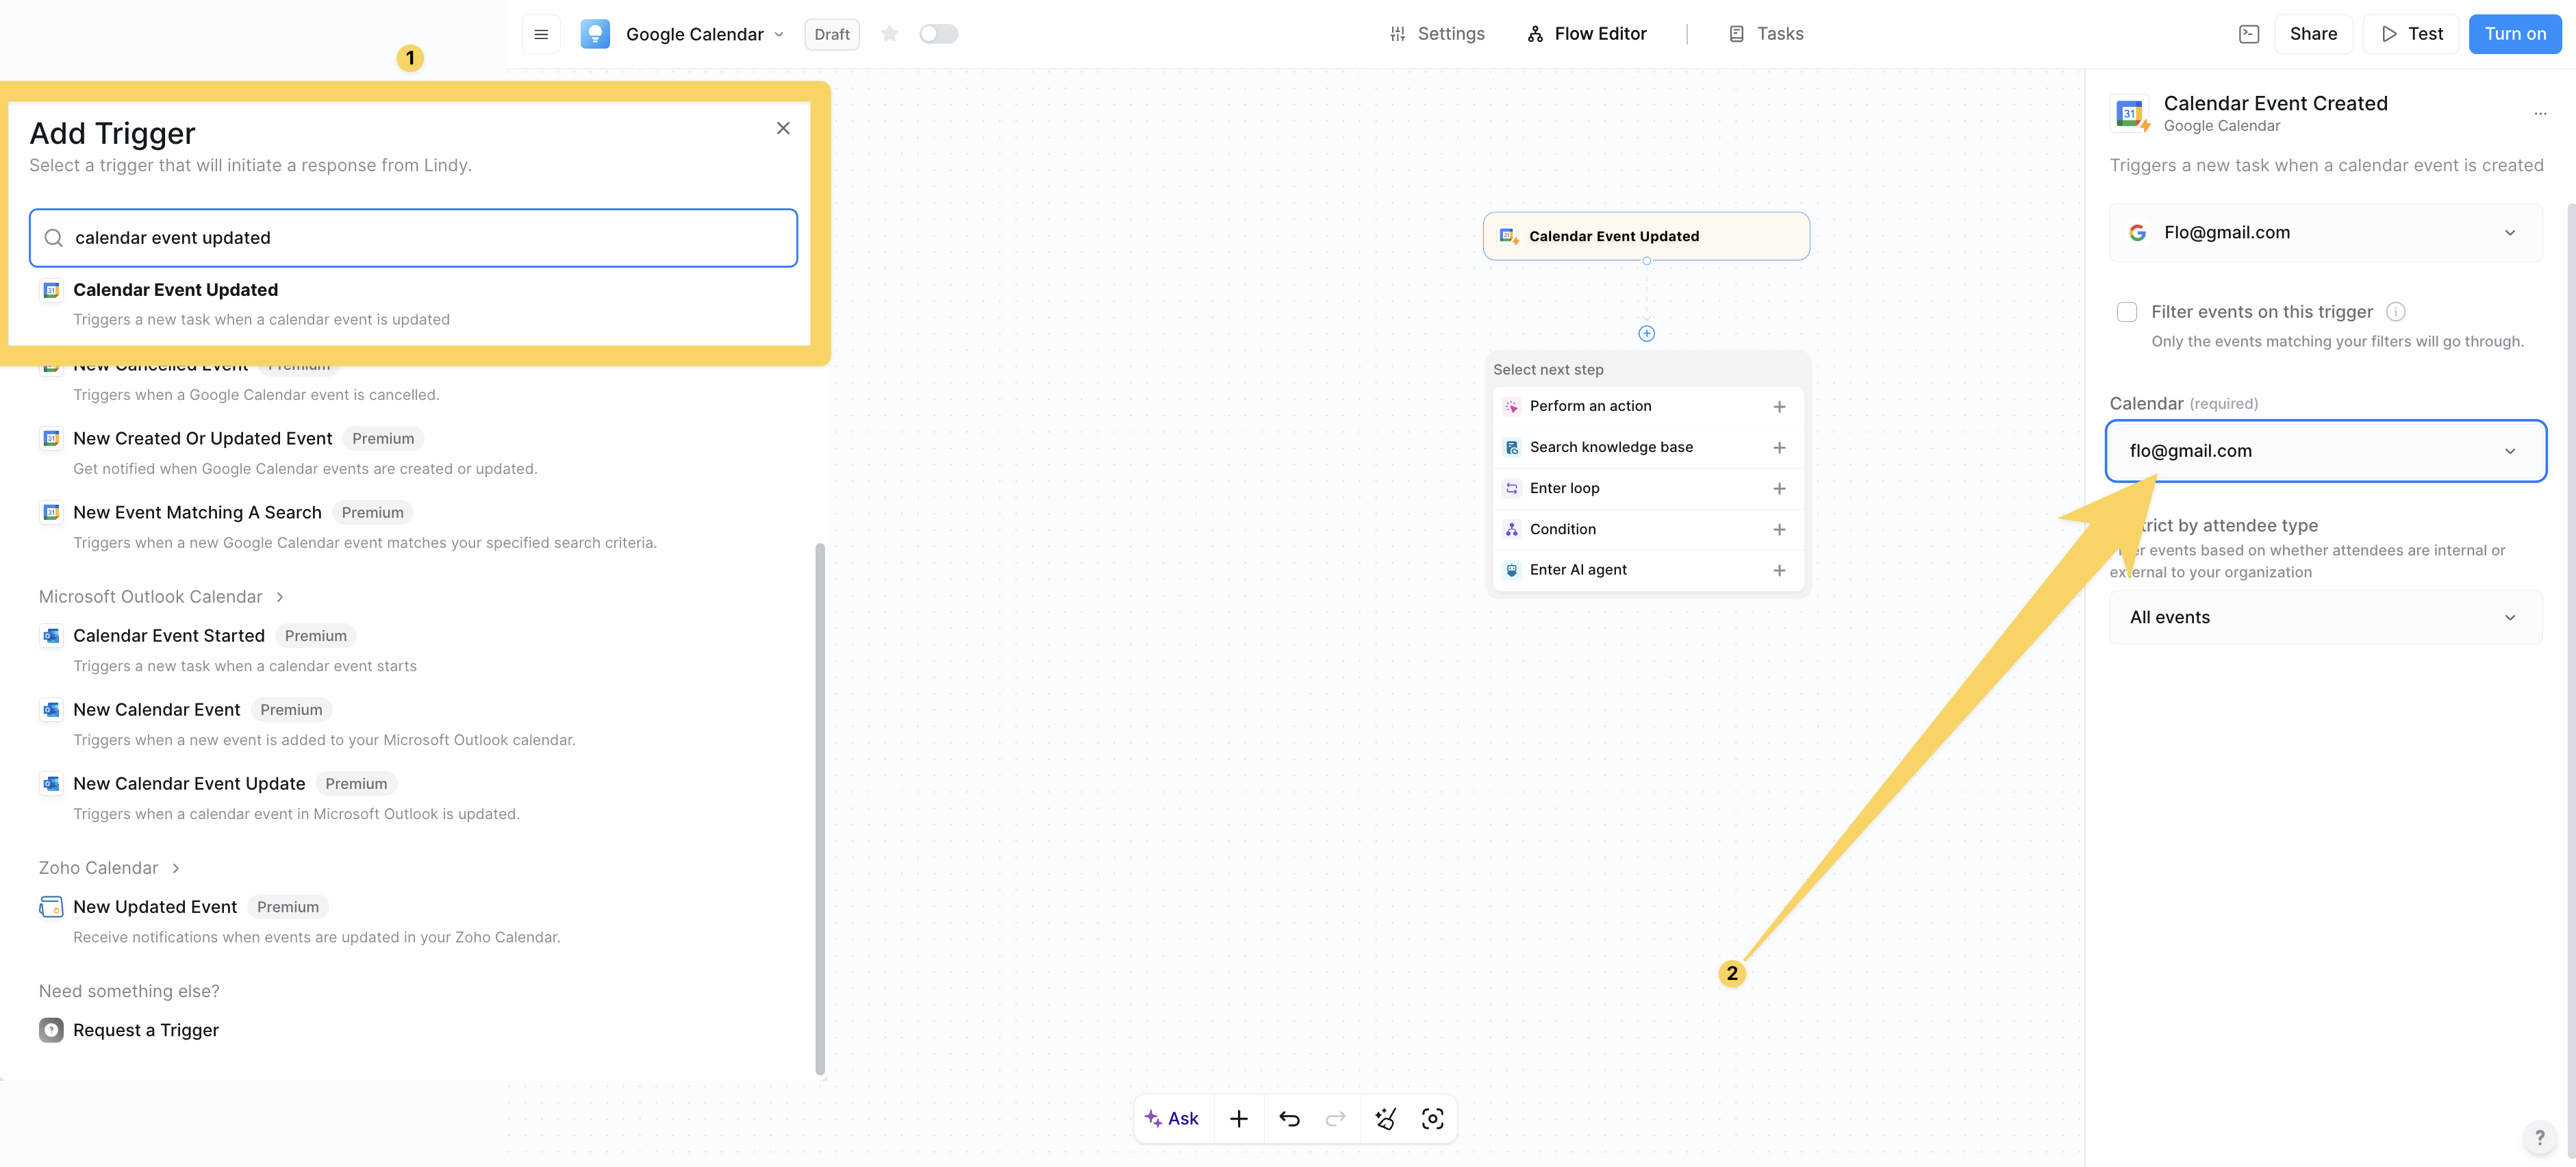 Google Calendar
Draft
Settings
Flow Editor
Tasks
Share
Test
Turn on
1
Add Trigger
Select a trigger that will initiate a response from Lindy.
calendar event updated
Calendar Event Updated
Triggers a new task when a calendar event is updated
New Cancelled Event Premium
Triggers when a Google Calendar event is cancelled.
New Created Or Updated Event Premium
Get notified when Google Calendar events are created or updated.
New Event Matching A Search Premium
Triggers when a new Google Calendar event matches your specified search criteria.
Microsoft Outlook Calendar
Calendar Event Started Premium
Triggers a new task when a calendar event starts
New Calendar Event Premium
Triggers when a new event is added to your Microsoft Outlook calendar.
New Calendar Event Update Premium
Triggers when a calendar event in Microsoft Outlook is updated.
Zoho Calendar
New Updated Event Premium
Receive notifications when events are updated in your Zoho Calendar.
Need something else?
Request a Trigger
Calendar Event Updated
Select next step
Perform an action
Search knowledge base
Enter loop
Condition
Enter AI agent
2
Ask
Calendar Event Created
Google Calendar
Triggers a new task when a calendar event is created
Flo@gmail.com
Filter events on this trigger
Only the events matching your filters will go through.
Calendar (required)
flo@gmail.com
by attendee type
events based on whether attendees are internal or
external to your organization
All events
?